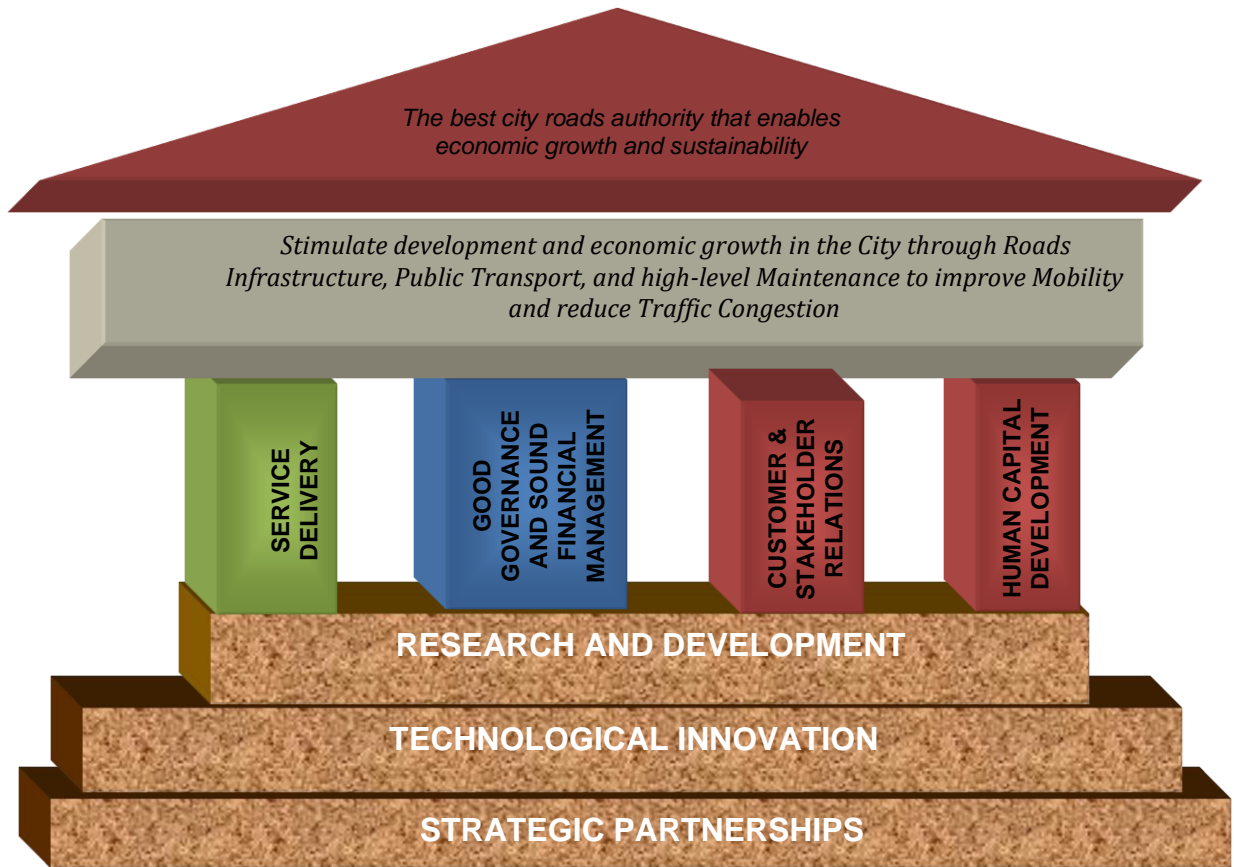 The best city roads authority that enables
economic growth and sustainability
Stimulate development and economic growth in the City through Roads
Infrastructure, Public Transport, and high-level Maintenance to improve Mobility
and reduce Traffic Congestion
SERVICE
DELIVERY
GOOD
GOVERNANCE
AND SOUND
FINANCIAL
MANAGEMENT
CUSTOMER &
STAKEHOLDER
RELATIONS
HUMAN CAPITAL
DEVELOPMENT
RESEARCH AND DEVELOPMENT
TECHNOLOGICAL INNOVATION
STRATEGIC PARTNERSHIPS